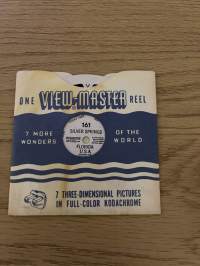 ONE VIEW-MASTER REEL
161
SILVER SPRINGS
FLORIDA
U.S.A.
7 MORE WONDERS
OF THE WORLD
7 THREE-DIMENSIONAL PICTURES
IN FULL-COLOR KODACHROME